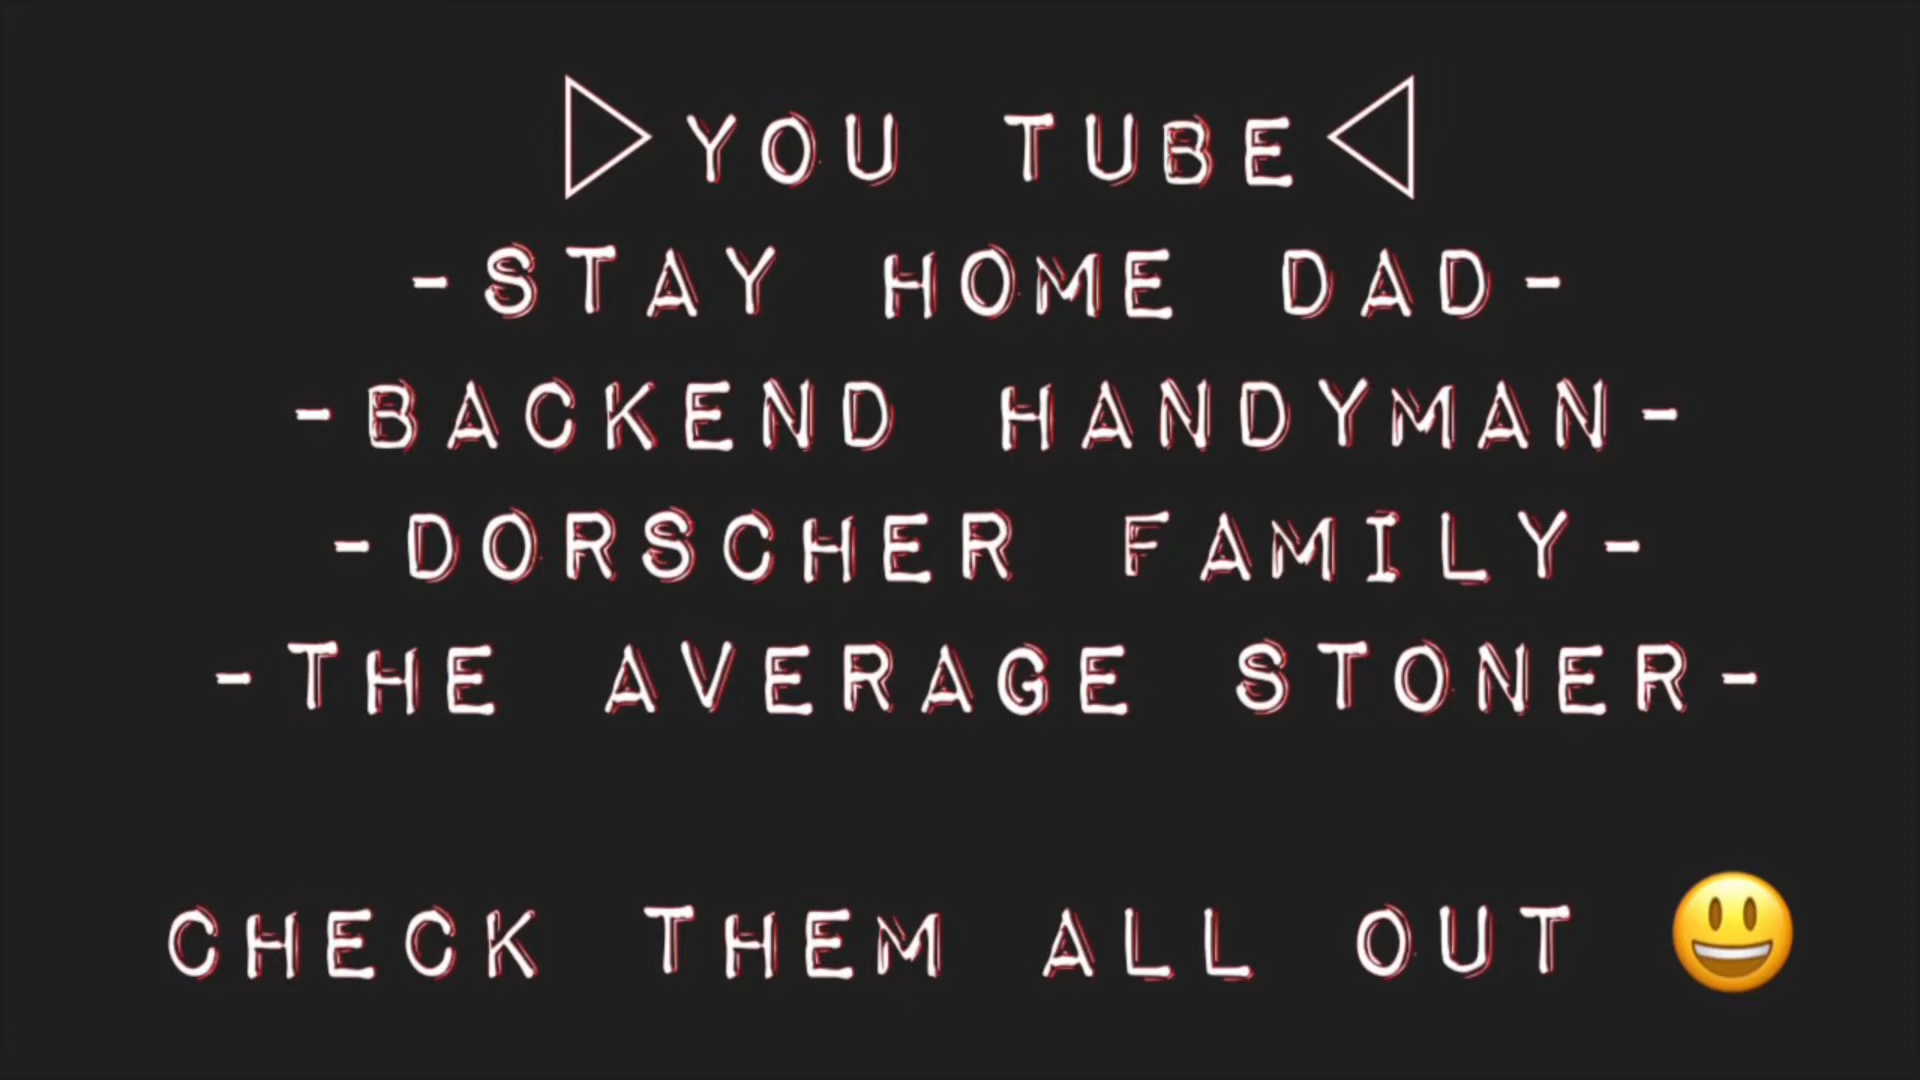 ▷YOU TUBE◁
-STAY HOME DAD-
-BACKEND HANDYMAN-
-DORSCHER FAMILY-
-THE AVERAGE STONER-
CHECK THEM ALL OUT 😃